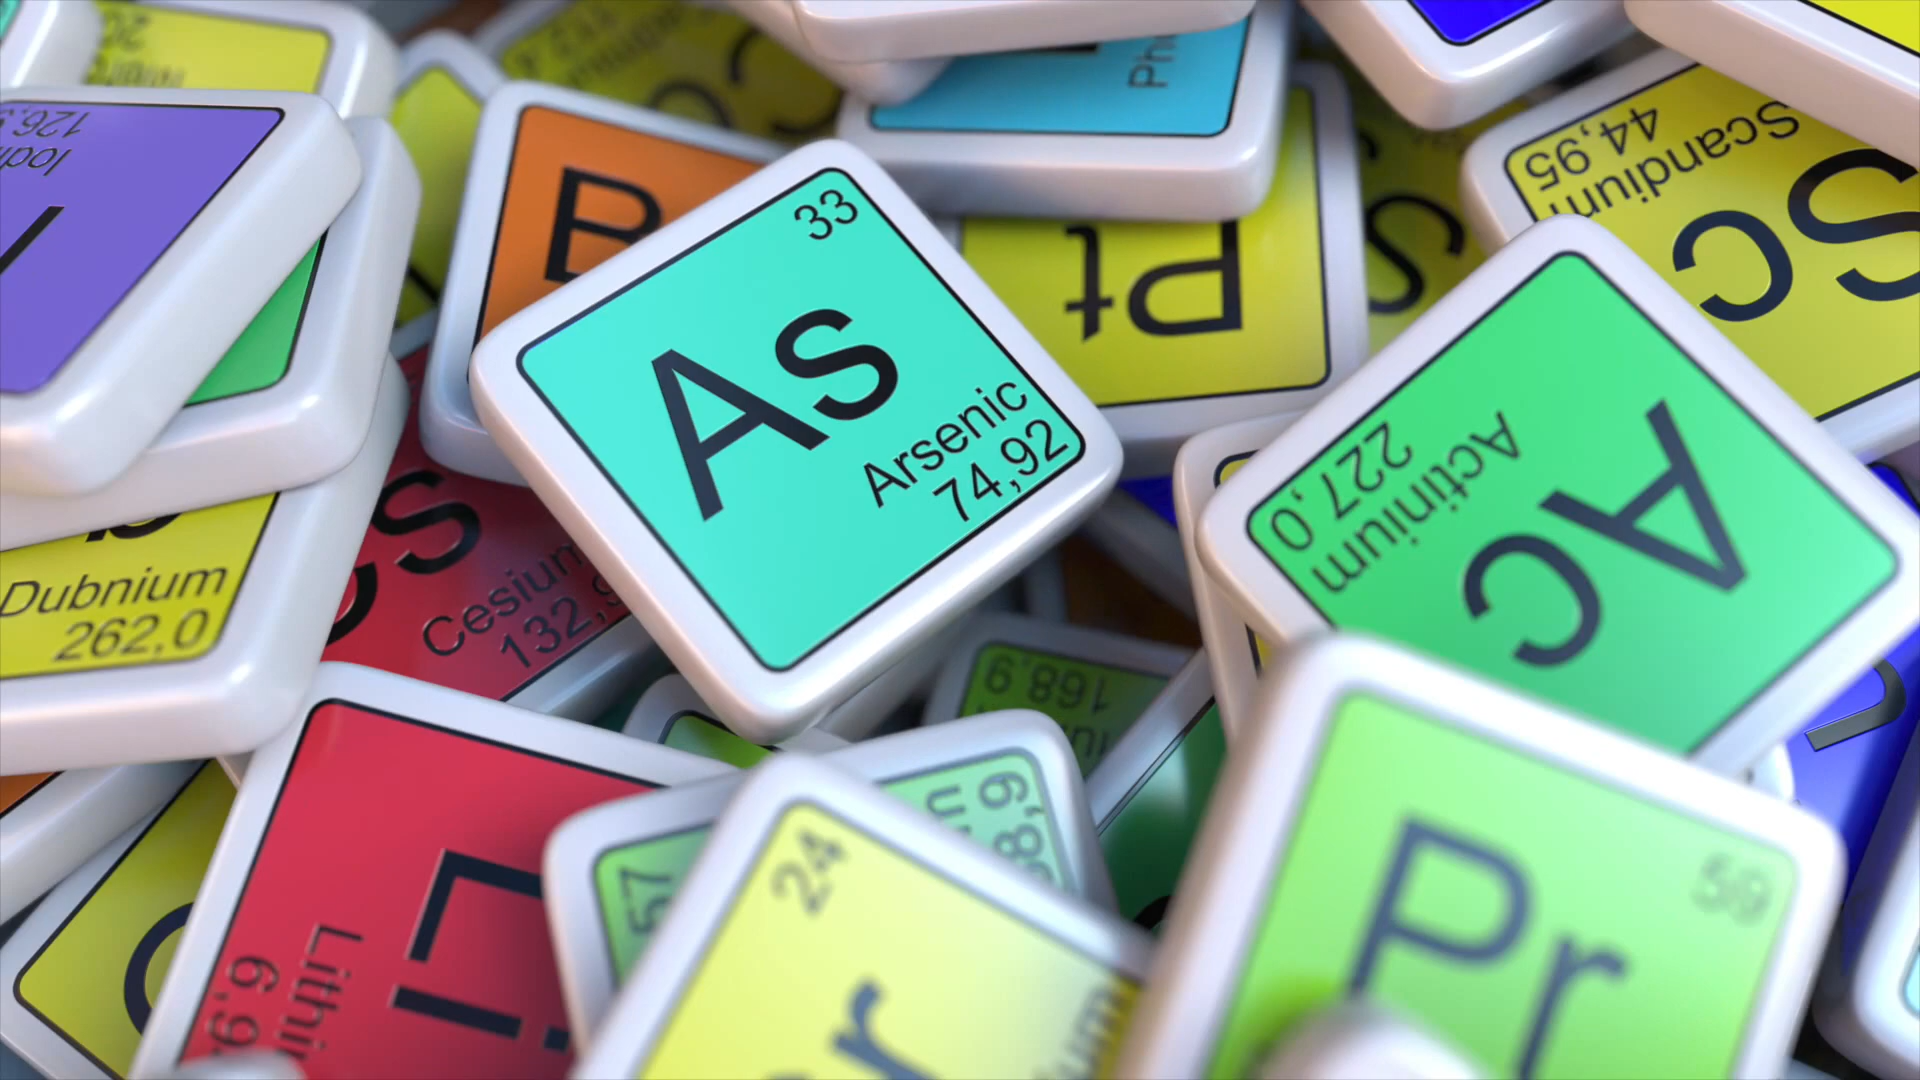 126,9
I
B
33
As
Arsenic
74,92
Pt
44,95
Scandium
Sc
227,0
Actinium
Ac
Dubnium
262,0
Cs
Cesium
132,9
168,9
Li
Lithi
6,9
57
24
r
59
Pr